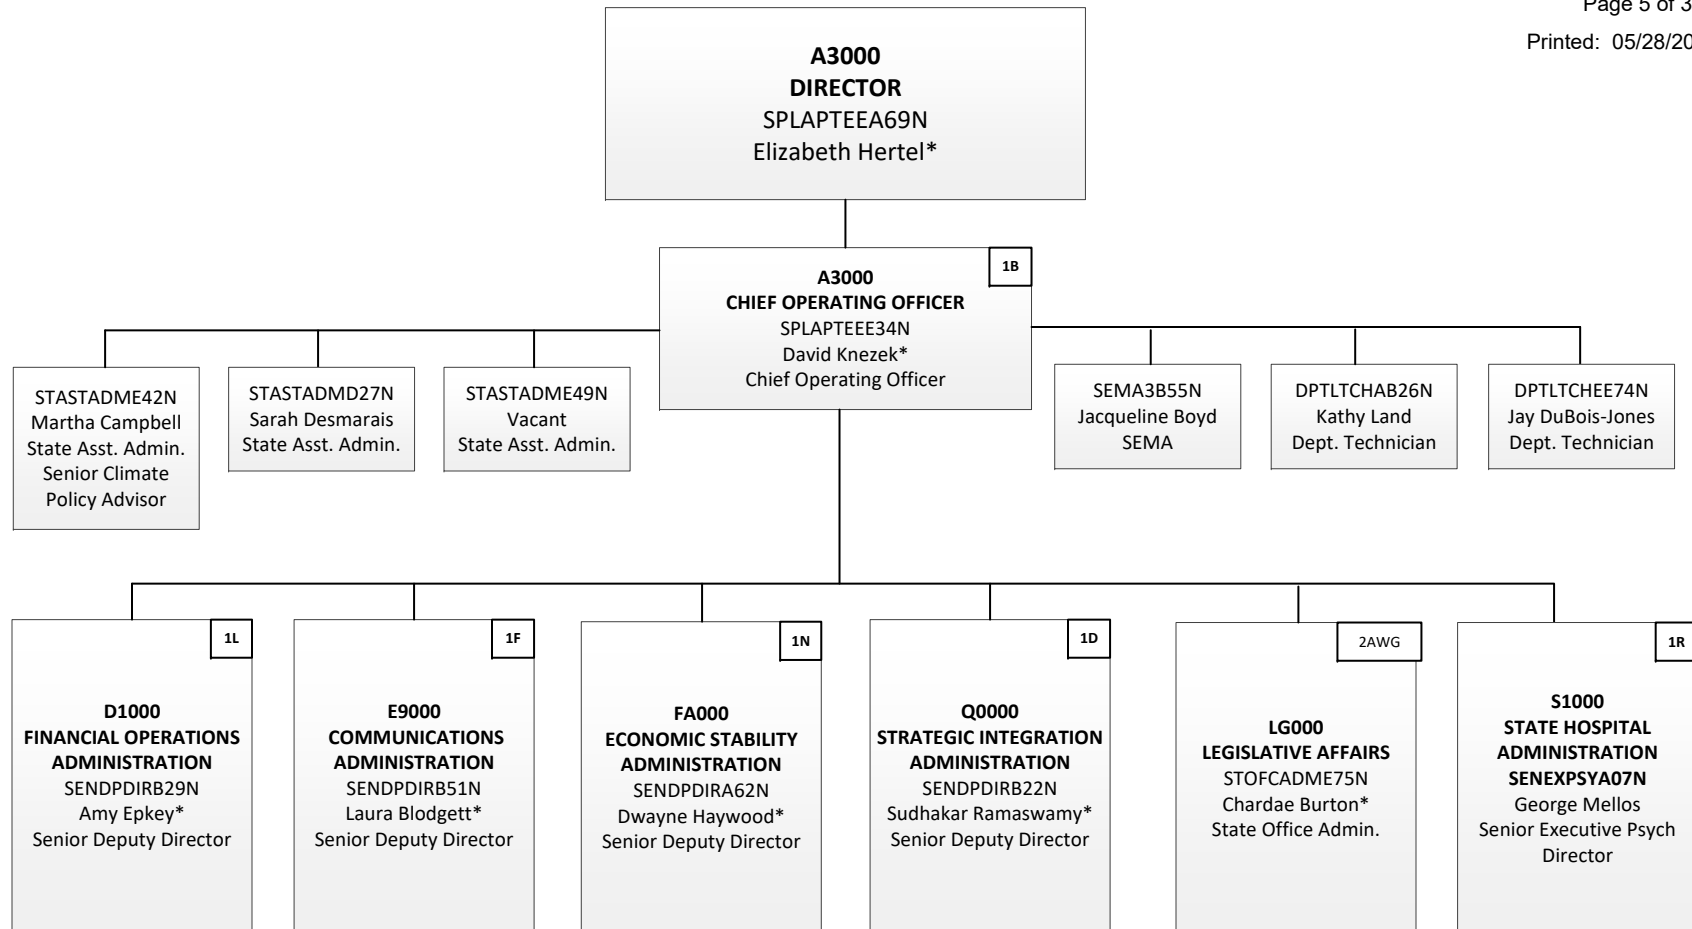 Page 5 of 3
Printed: 05/28/20
A3000
DIRECTOR
SPLAPTEEA69N
Elizabeth Hertel*
1B
A3000
CHIEF OPERATING OFFICER
SPLAPTEEE34N
David Knezek*
Chief Operating Officer
STASTADME42N
Martha Campbell
State Asst. Admin.
Senior Climate
Policy Advisor
STASTADMD27N
Sarah Desmarais
State Asst. Admin.
STASTADME49N
Vacant
State Asst. Admin.
SEMA3B55N
Jacqueline Boyd
SEMA
DPTLTCHAB26N
Kathy Land
Dept. Technician
DPTLTCHEE74N
Jay DuBois-Jones
Dept. Technician
1L
D1000
FINANCIAL OPERATIONS
ADMINISTRATION
SENDPDIRB29N
Amy Epkey*
Senior Deputy Director
1F
E9000
COMMUNICATIONS
ADMINISTRATION
SENDPDIRB51N
Laura Blodgett*
Senior Deputy Director
1N
FA000
ECONOMIC STABILITY
ADMINISTRATION
SENDPDIRA62N
Dwayne Haywood*
Senior Deputy Director
1D
Q0000
STRATEGIC INTEGRATION
ADMINISTRATION
SENDPDIRB22N
Sudhakar Ramaswamy*
Senior Deputy Director
2AWG
LG000
LEGISLATIVE AFFAIRS
STOFCADME75N
Chardae Burton*
State Office Admin.
1R
S1000
STATE HOSPITAL
ADMINISTRATION
SENEXPSYA07N
George Mellos
Senior Executive Psych
Director